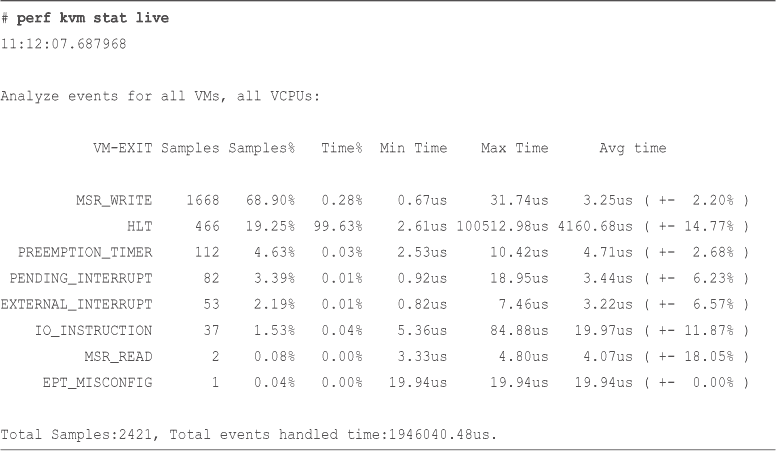 # perf kvm stat live
11:12:07.687968
Analyze events for all VMs, all VCPUs:
VM-EXIT Samples Samples% Time% Min Time Max Time Avg time
MSR_WRITE 1668 68.90% 0.28% 0.67us 31.74us 3.25us ( +- 2.20% )
HLT 466 19.25% 99.63% 2.61us 100512.98us 4160.68us ( +- 14.77% )
PREEMPTION_TIMER 112 4.63% 0.03% 2.53us 10.42us 4.71us ( +- 2.68% )
PENDING_INTERRUPT 82 3.39% 0.01% 0.92us 18.95us 3.44us ( +- 6.23% )
EXTERNAL_INTERRUPT 53 2.19% 0.01% 0.82us 7.46us 3.22us ( +- 6.57% )
IO_INSTRUCTION 37 1.53% 0.04% 5.36us 84.88us 19.97us ( +- 11.87% )
MSR_READ 2 0.08% 0.00% 3.33us 4.80us 4.07us ( +- 18.05% )
EPT_MISCONFIG 1 0.04% 0.00% 19.94us 19.94us 19.94us ( +- 0.00% )
Total Samples:2421, Total events handled time:1946040.48us.